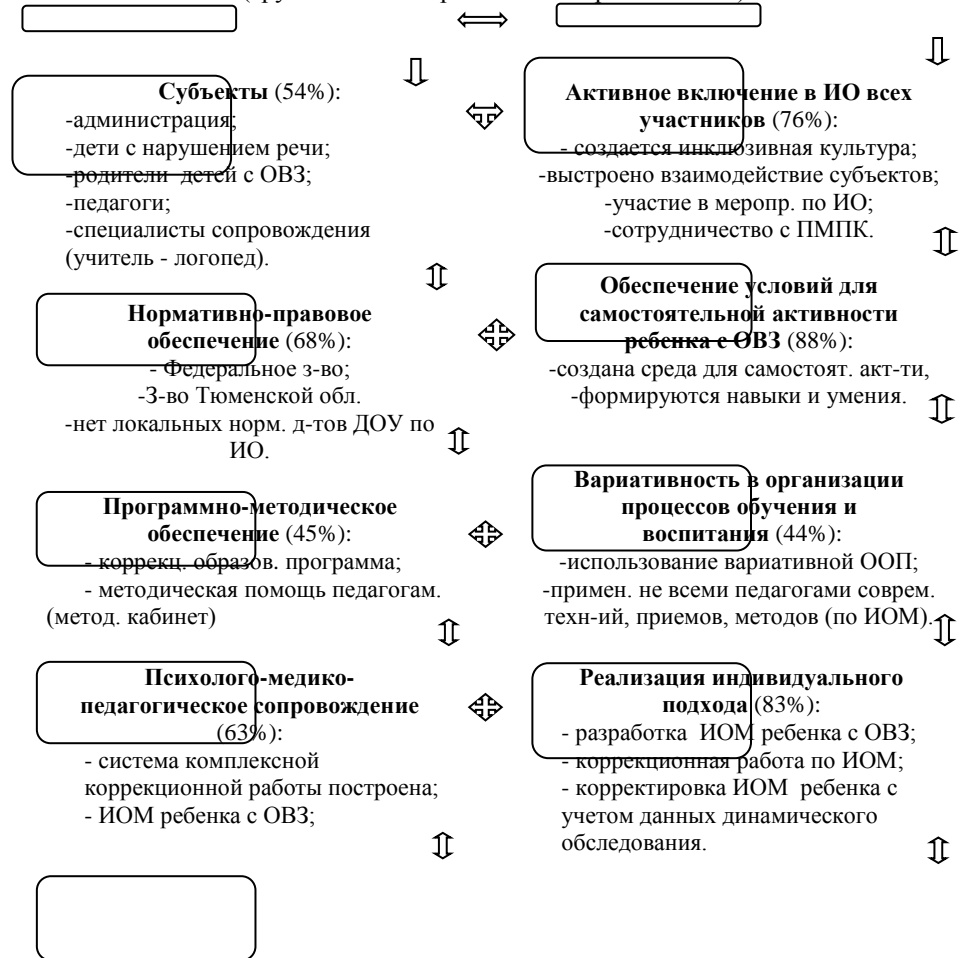 Субъекты (54%):
-администрация;
-дети с нарушением речи;
-родители детей с ОВЗ;
-педагоги;
-специалисты сопровождения
(учитель - логопед).
Активное включение в ИО всех
участников (76%):
- создается инклюзивная культура;
-выстроено взаимодействие субъектов;
-участие в меропр. по ИО;
-сотрудничество с ПМПК.
Нормативно-правовое
обеспечение (68%):
- Федеральное з-во;
-З-во Тюменской обл.
-нет локальных норм. д-тов ДОУ по
ИО.
Обеспечение условий для
самостоятельной активности
ребенка с ОВЗ (88%):
-создана среда для самостоят. акт-ти,
-формируются навыки и умения.
Программно-методическое
обеспечение (45%):
- коррекц. образов. программа;
- методическая помощь педагогам.
(метод. кабинет)
Вариативность в организации
процессов обучения и
воспитания (44%):
-использование вариативной ООП;
-примен. не всеми педагогами соврем.
техн-ий, приемов, методов (по ИОМ).
Психолого-медико-
педагогическое сопровождение
(63%):
- система комплексной
коррекционной работы построена;
- ИОМ ребенка с ОВЗ;
Реализация индивидуального
подхода (83%):
- разработка ИОМ ребенка с ОВЗ;
- коррекционная работа по ИОМ;
- корректировка ИОМ ребенка с
учетом данных динамического
обследования.